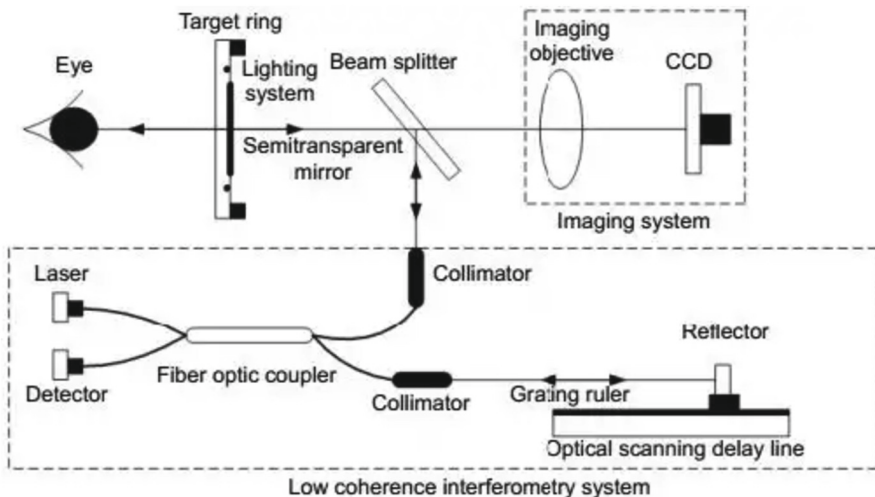 Target ring
Eye
Lighting
system
Beam splitter
Imaging
objective
CCD
Semitransparent
mirror
Imaging system
Laser
Collimator
Reflector
Detector
Fiber optic coupler
Collimator
Grating ruler
Optical scanning delay line
Low coherence interferometry system